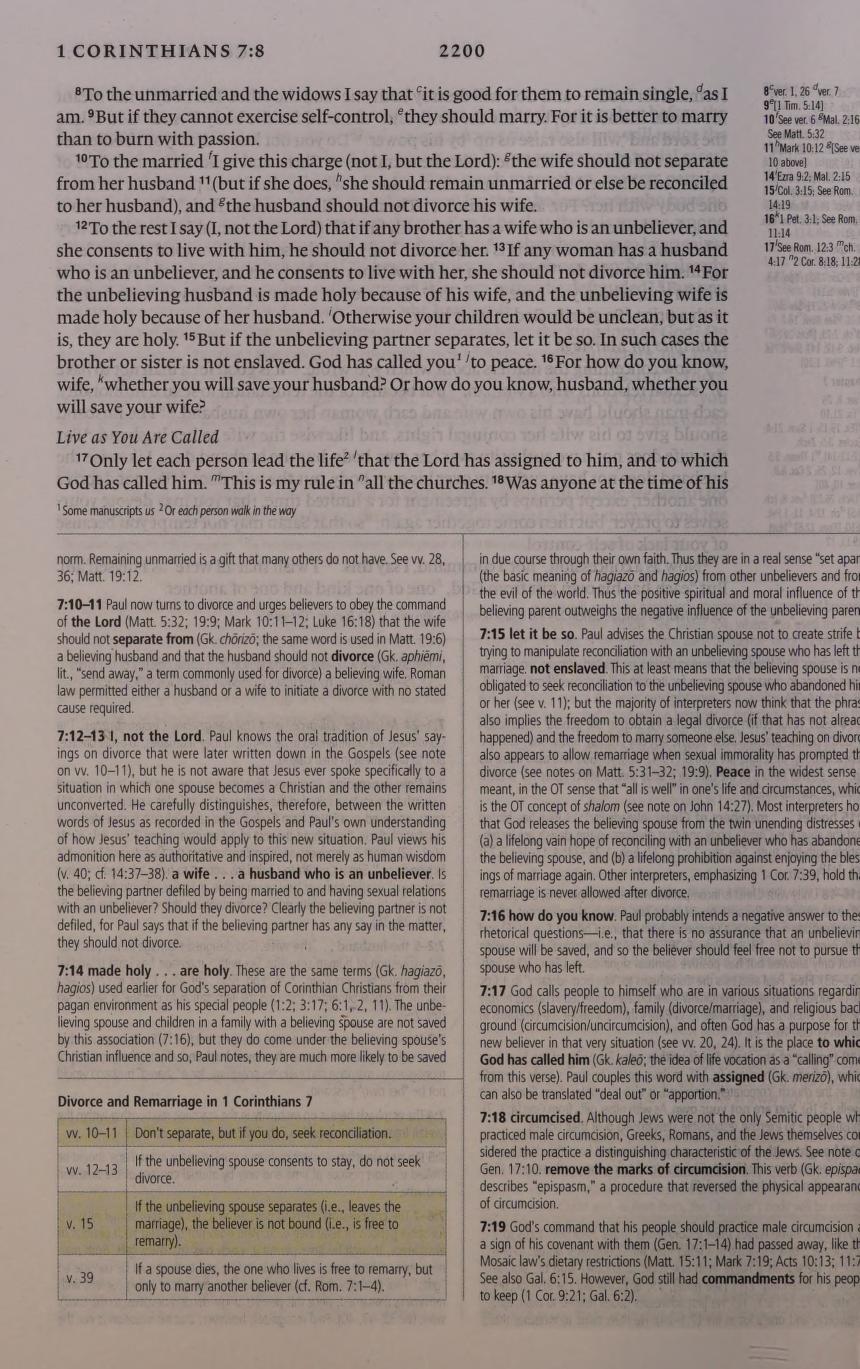 1 CORINTHIANS 7:8
2200
8To the unmarried and the widows I say that cit is good for them to remain single, das I
am. 9But if they cannot exercise self-control, ethey should marry. For it is better to marry
than to burn with passion.
10To the married fI give this charge (not I, but the Lord): gthe wife should not separate
from her husband 11(but if she does, hshe should remain unmarried or else be reconciled
to her husband), and gthe husband should not divorce his wife.
12To the rest I say (I, not the Lord) that if any brother has a wife who is an unbeliever, and
she consents to live with him, he should not divorce her. 13If any woman has a husband
who is an unbeliever, and he consents to live with her, she should not divorce him. 14For
the unbelieving husband is made holy because of his wife, and the unbelieving wife is
made holy because of her husband. iOtherwise your children would be unclean, but as it
is, they are holy. 15But if the unbelieving partner separates, let it be so. In such cases the
brother or sister is not enslaved. God has called you1 jto peace. 16For how do you know,
wife, kwhether you will save your husband? Or how do you know, husband, whether you
will save your wife?
Live as You Are Called
17Only let each person lead the life2 lthat the Lord has assigned to him, and to which
God has called him. mThis is my rule in nall the churches. 18Was anyone at the time of his
1Some manuscripts us 2Or each person walk in the way
8cver. 1, 26 dver. 7
9e[1 Tim. 5:14]
10fSee ver. 6 gMal. 2:16
See Matt. 5:32
11hMark 10:12 g[See ve
10 above]
14iEzra 9:2; Mal. 2:15
15jCol. 3:15; See Rom.
14:19
16k1 Pet. 3:1; See Rom.
11:14
17lSee Rom. 12:3 mch.
4:17 n2 Cor. 8:18; 11:28
norm. Remaining unmarried is a gift that many others do not have. See vv. 28,
36; Matt. 19:12.
7:10–11 Paul now turns to divorce and urges believers to obey the command
of the Lord (Matt. 5:32; 19:9; Mark 10:11–12; Luke 16:18) that the wife
should not separate from (Gk. chōrizō; the same word is used in Matt. 19:6)
a believing husband and that the husband should not divorce (Gk. aphiēmi,
lit., “send away,” a term commonly used for divorce) a believing wife. Roman
law permitted either a husband or a wife to initiate a divorce with no stated
cause required.
7:12–13 I, not the Lord. Paul knows the oral tradition of Jesus' say-
ings on divorce that were later written down in the Gospels (see note
on vv. 10–11), but he is not aware that Jesus ever spoke specifically to a
situation in which one spouse becomes a Christian and the other remains
unconverted. He carefully distinguishes, therefore, between the written
words of Jesus as recorded in the Gospels and Paul's own understanding
of how Jesus' teaching would apply to this new situation. Paul views his
admonition here as authoritative and inspired, not merely as human wisdom
(v. 40; cf. 14:37–38). a wife . . . a husband who is an unbeliever. Is
the believing partner defiled by being married to and having sexual relations
with an unbeliever? Should they divorce? Clearly the believing partner is not
defiled, for Paul says that if the believing partner has any say in the matter,
they should not divorce.
7:14 made holy . . . are holy. These are the same terms (Gk. hagiazō,
hagios) used earlier for God's separation of Corinthian Christians from their
pagan environment as his special people (1:2; 3:17; 6:1, 2, 11). The unbe-
lieving spouse and children in a family with a believing spouse are not saved
by this association (7:16), but they do come under the believing spouse's
Christian influence and so, Paul notes, they are much more likely to be saved
Divorce and Remarriage in 1 Corinthians 7
vv. 10–11 Don't separate, but if you do, seek reconciliation.
vv. 12–13 If the unbelieving spouse consents to stay, do not seek
divorce.
v. 15 If the unbelieving spouse separates (i.e., leaves the
marriage), the believer is not bound (i.e., is free to
remarry).
v. 39 If a spouse dies, the one who lives is free to remarry, but
only to marry another believer (cf. Rom. 7:1–4).
in due course through their own faith. Thus they are in a real sense “set apar
(the basic meaning of hagiazō and hagios) from other unbelievers and fro
the evil of the world. Thus the positive spiritual and moral influence of th
believing parent outweighs the negative influence of the unbelieving paren
7:15 let it be so. Paul advises the Christian spouse not to create strife b
trying to manipulate reconciliation with an unbelieving spouse who has left th
marriage. not enslaved. This at least means that the believing spouse is no
obligated to seek reconciliation to the unbelieving spouse who abandoned hi
or her (see v. 11); but the majority of interpreters now think that the phras
also implies the freedom to obtain a legal divorce (if that has not alread
happened) and the freedom to marry someone else. Jesus' teaching on divorc
also appears to allow remarriage when sexual immorality has prompted th
divorce (see notes on Matt. 5:31–32; 19:9). Peace in the widest sense
meant, in the OT sense that “all is well” in one's life and circumstances, whic
is the OT concept of shalom (see note on John 14:27). Most interpreters ho
that God releases the believing spouse from the twin unending distresses
(a) a lifelong vain hope of reconciling with an unbeliever who has abandone
the believing spouse, and (b) a lifelong prohibition against enjoying the bles
ings of marriage again. Other interpreters, emphasizing 1 Cor. 7:39, hold tha
remarriage is never allowed after divorce.
7:16 how do you know. Paul probably intends a negative answer to thes
rhetorical questions—i.e., that there is no assurance that an unbelievin
spouse will be saved, and so the believer should feel free not to pursue th
spouse who has left.
7:17 God calls people to himself who are in various situations regardin
economics (slavery/freedom), family (divorce/marriage), and religious bac
ground (circumcision/uncircumcision), and often God has a purpose for th
new believer in that very situation (see vv. 20, 24). It is the place to whic
God has called him (Gk. kaleō; the idea of life vocation as a “calling” come
from this verse). Paul couples this word with assigned (Gk. merizō), whic
can also be translated “deal out” or “apportion.”
7:18 circumcised. Although Jews were not the only Semitic people wh
practiced male circumcision, Greeks, Romans, and the Jews themselves co
sidered the practice a distinguishing characteristic of the Jews. See note o
Gen. 17:10. remove the marks of circumcision. This verb (Gk. epispa
describes “epispasm,” a procedure that reversed the physical appearanc
of circumcision.
7:19 God's command that his people should practice male circumcision a
a sign of his covenant with them (Gen. 17:1–14) had passed away, like th
Mosaic law's dietary restrictions (Matt. 15:11; Mark 7:19; Acts 10:13; 11:7
See also Gal. 6:15. However, God still had commandments for his peop
to keep (1 Cor. 9:21; Gal. 6:2).